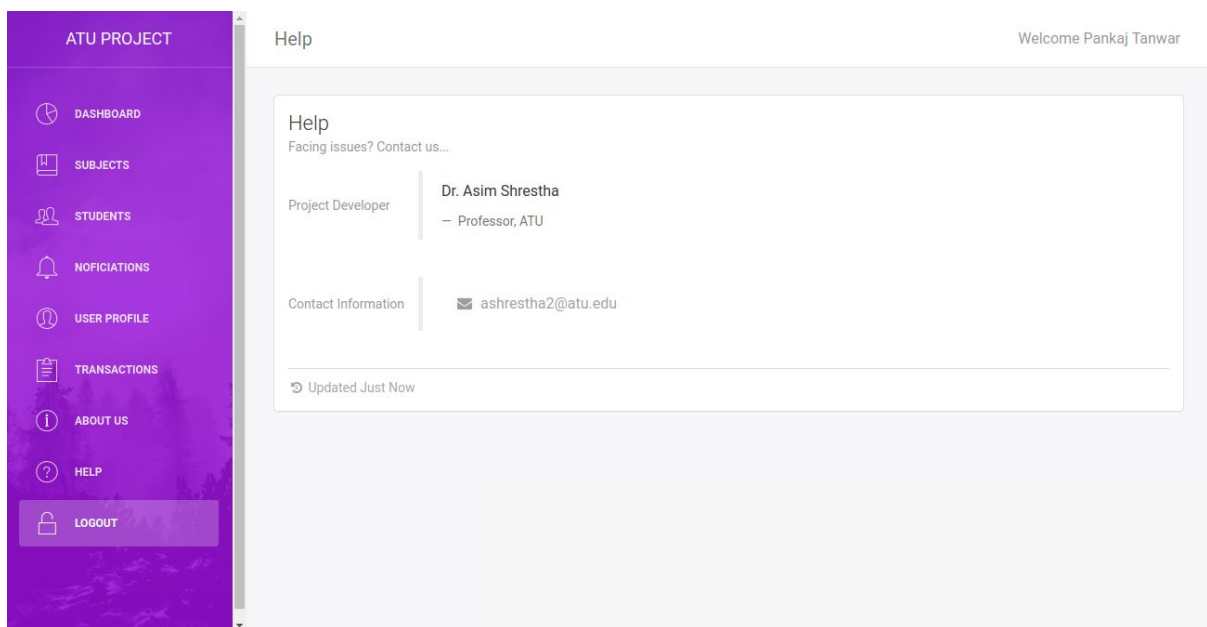 ATU PROJECT
DASHBOARD
SUBJECTS
STUDENTS
NOFICIATIONS
USER PROFILE
TRANSACTIONS
ABOUT US
HELP
LOGOUT
Help
Welcome Pankaj Tanwar
Help
Facing issues? Contact us...
Project Developer
Dr. Asim Shrestha
— Professor, ATU
Contact Information
ashrestha2@atu.edu
Updated Just Now